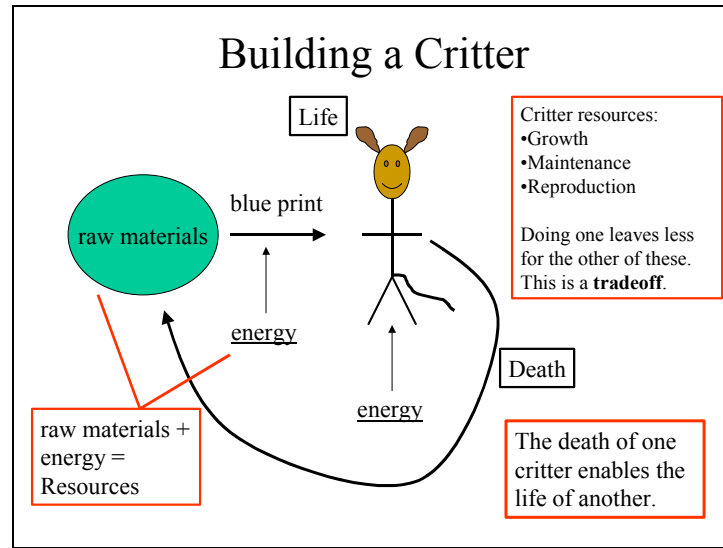 Building a Critter
Life
Critter resources:
•Growth
•Maintenance
•Reproduction
Doing one leaves less
for the other of these.
This is a tradeoff.
blue print
raw materials
energy
energy
Death
raw materials +
energy =
Resources
The death of one
critter enables the
life of another.